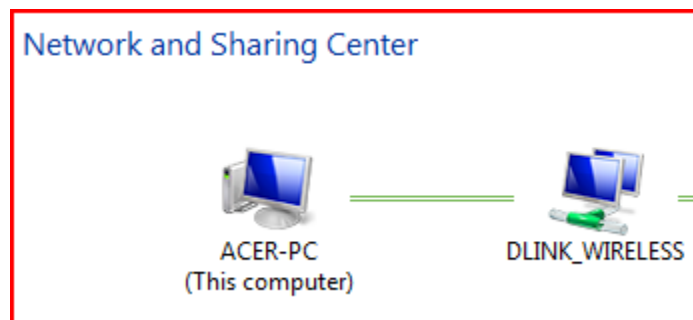 Network and Sharing Center
ACER-PC
(This computer)
DLINK_WIRELESS